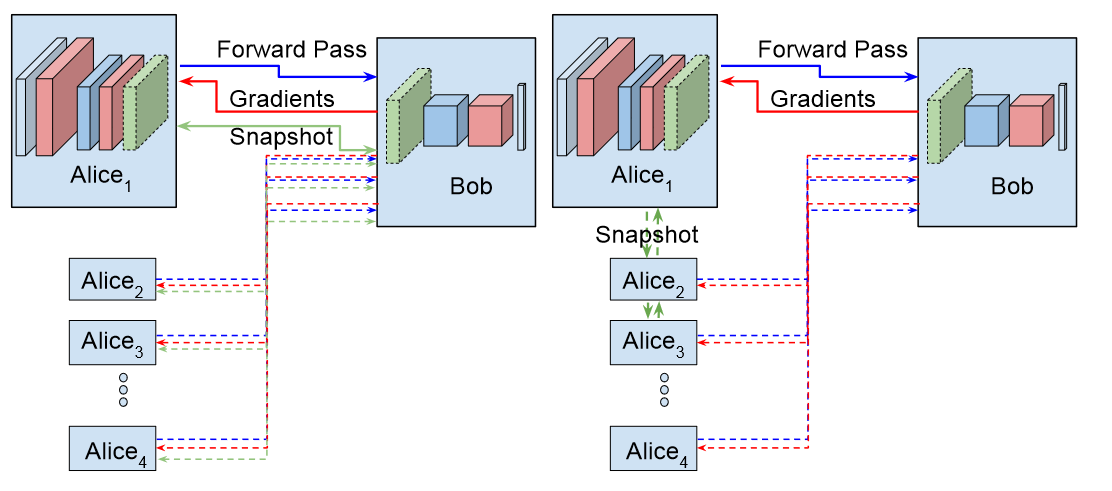 Forward Pass
Gradients
Snapshot
Alice1
Bob
Alice2
Alice3
Alice4
Forward Pass
Gradients
Alice1
Bob
Snapshot
Alice2
Alice3
Alice4